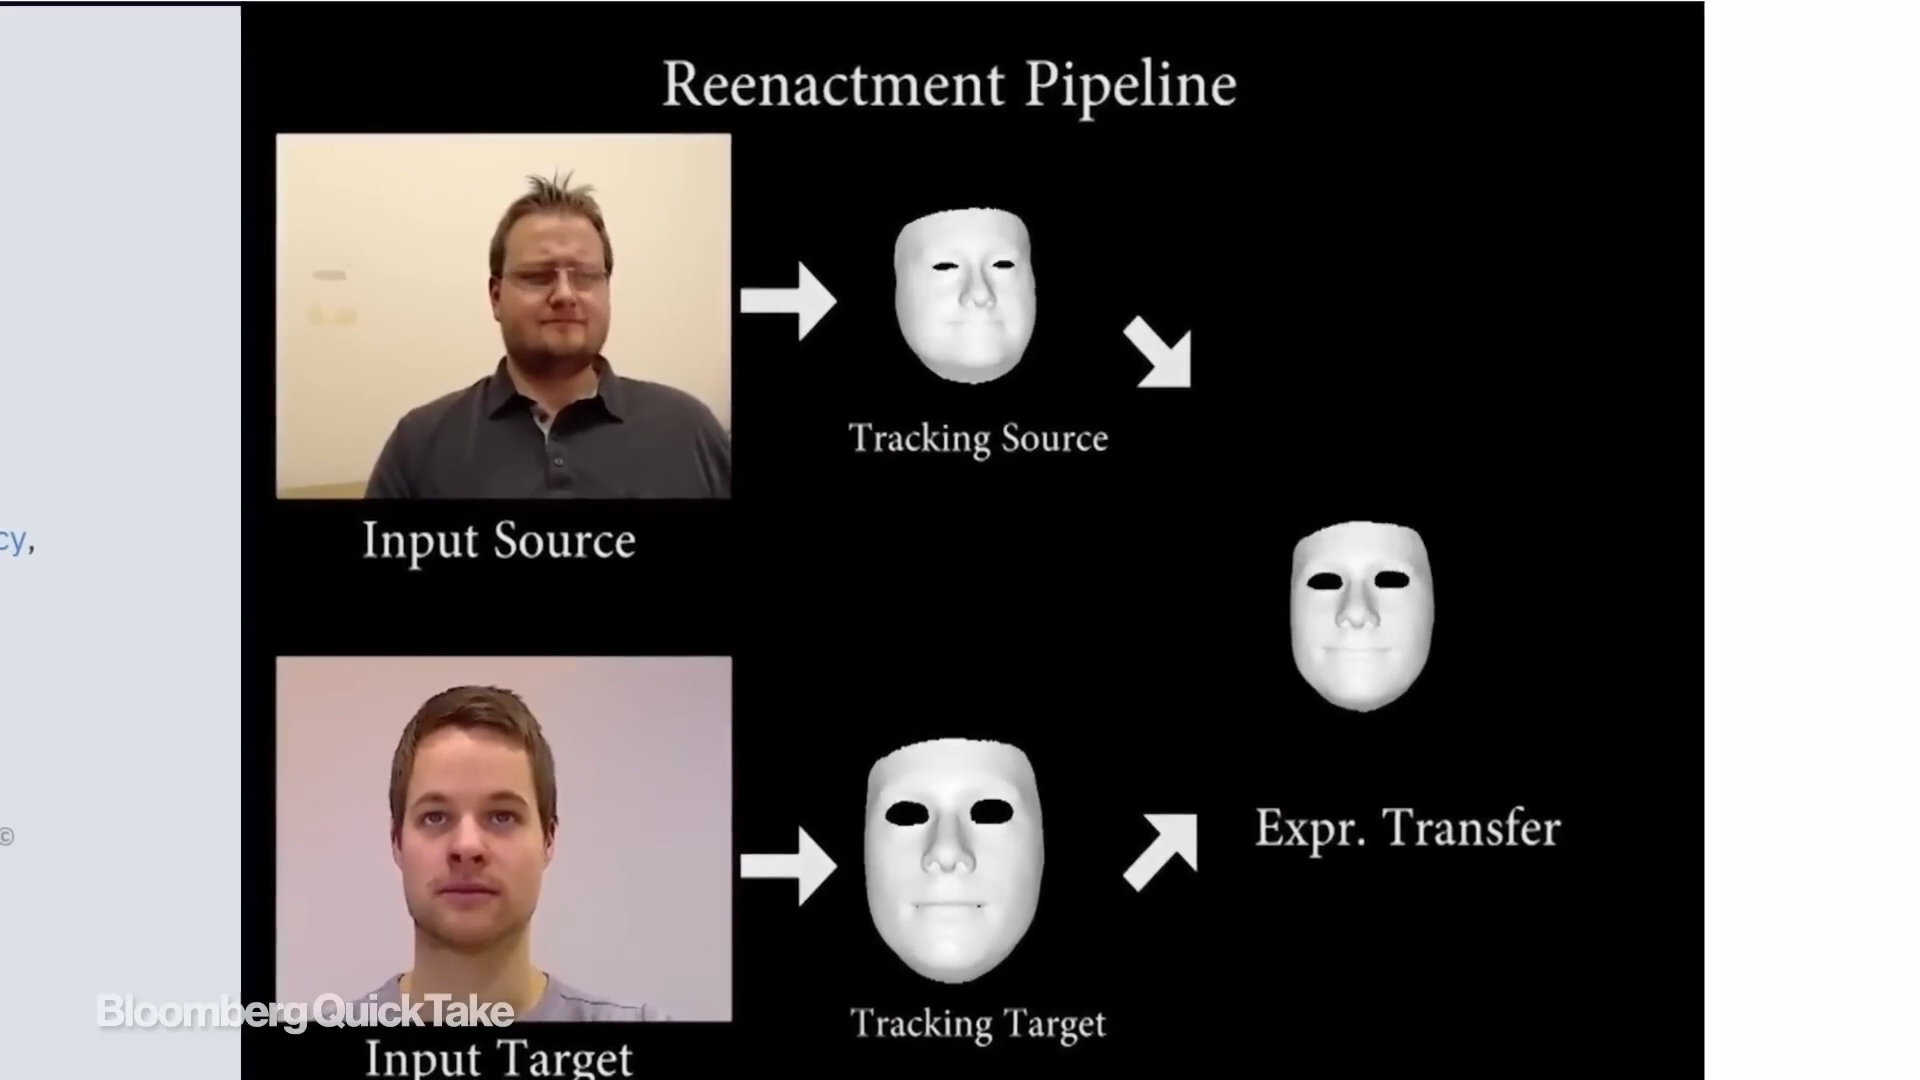 Reenactment Pipeline
Tracking Source
Input Source
cy,
Expr. Transfer
©
Bloomberg QuickTake
Tracking Target
Input Target